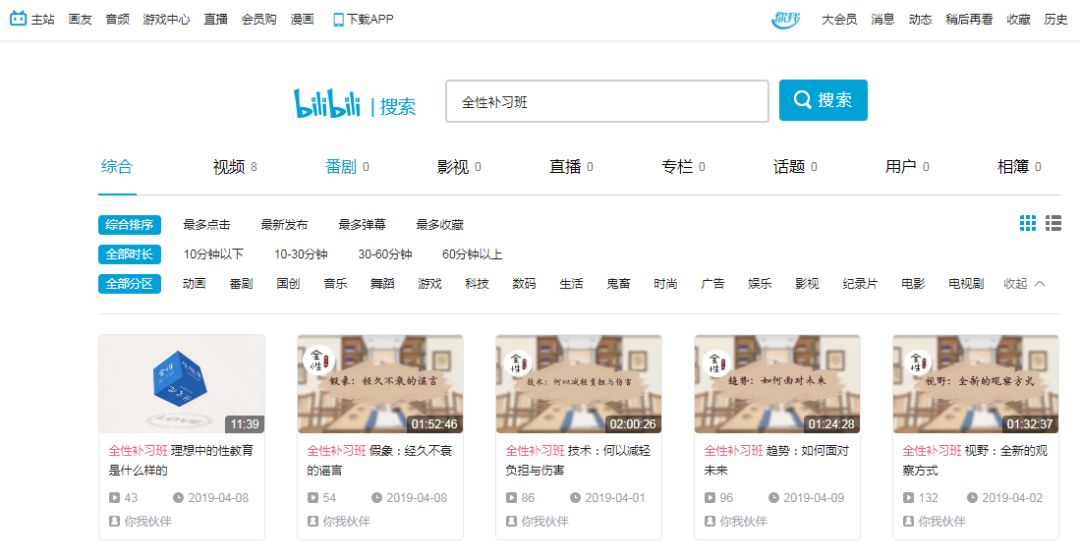 主站 画友 音频 游戏中心 直播 会员购 漫画 下载APP 你我 大会员 消息 动态 稍后再看 收藏 历史
bilibili | 搜索 全性补习班 搜索
综合 视频 8 番剧 0 影视 0 直播 0 专栏 0 话题 0 用户 0 相簿 0
综合排序 最多点击 最新发布 最多弹幕 最多收藏
全部时长 10分钟以下 10-30分钟 30-60分钟 60分钟以上
全部分区 动画 番剧 国创 音乐 舞蹈 游戏 科技 数码 生活 鬼畜 时尚 广告 娱乐 影视 纪录片 电影 电视剧 收起
全性
LOVE
11:39
全性补习班 理想中的性教育
是什么样的
43 2019-04-08
你我伙伴
全性
假象：经久不衰的谎言
01:52:46
全性补习班 假象：经久不衰
的谣言
54 2019-04-08
你我伙伴
全性
技术：何以减轻负担与伤害
02:00:26
全性补习班 技术：何以减轻
负担与伤害
86 2019-04-01
你我伙伴
全性
趋势：如何面对未来
01:24:28
全性补习班 趋势：如何面对
未来
96 2019-04-09
你我伙伴
全性
视野：全新的观察方式
01:32:37
全性补习班 视野：全新的观
察方式
132 2019-04-02
你我伙伴